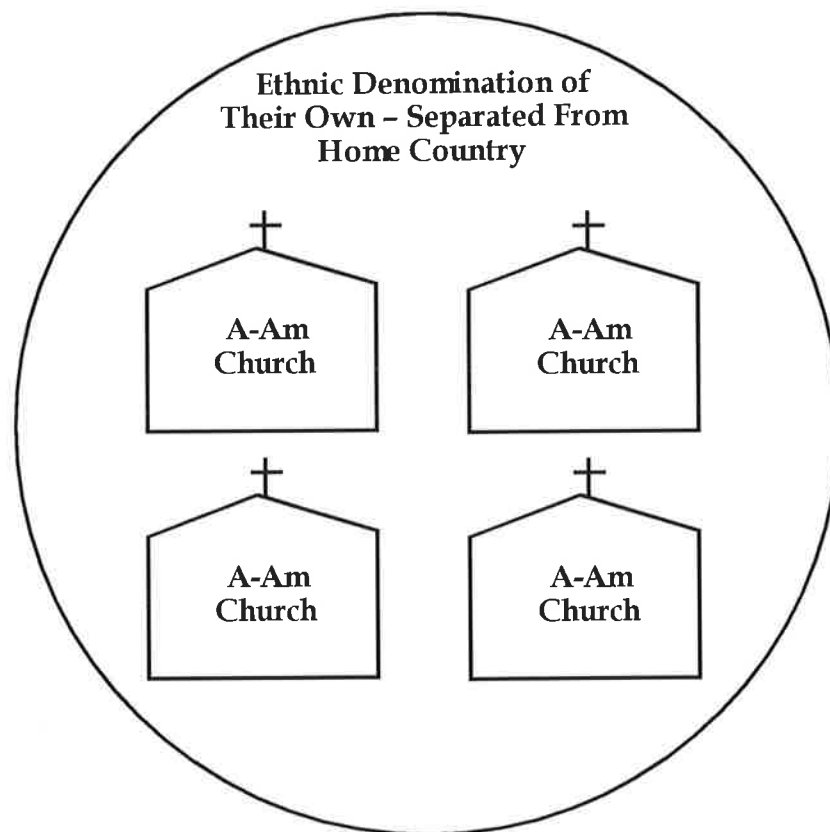 Ethnic Denomination of
Their Own – Separated From
Home Country
A-Am
Church
A-Am
Church
A-Am
Church
A-Am
Church